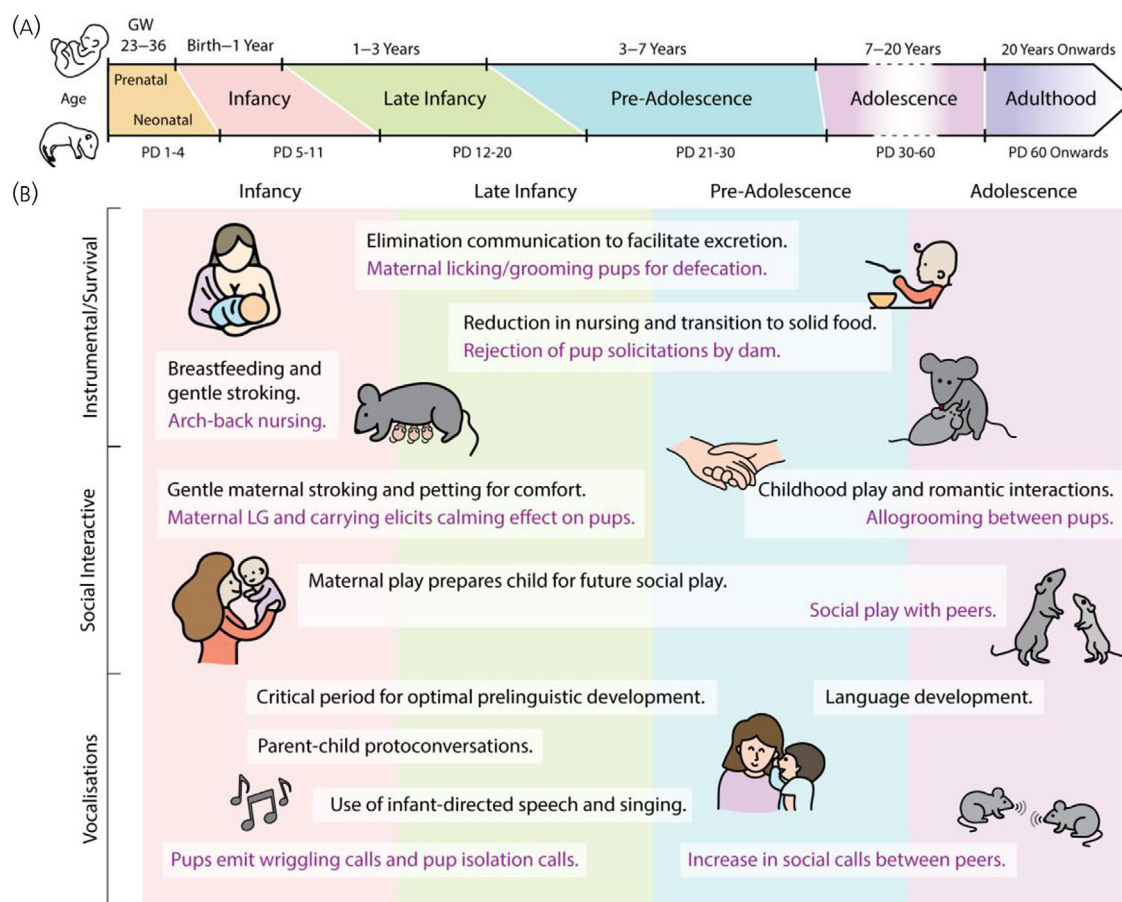 (A)
GW
23–36
Birth–1 Year
1–3 Years
3–7 Years
7–20 Years
20 Years Onwards
Prenatal
Neonatal
Age
Infancy
Late Infancy
Pre-Adolescence
Adolescence
Adulthood
PD 1-4
PD 5-11
PD 12-20
PD 21-30
PD 30-60
PD 60 Onwards
(B)
Infancy
Late Infancy
Pre-Adolescence
Adolescence
Instrumental/Survival
Elimination communication to facilitate excretion.
Maternal licking/grooming pups for defecation.
Reduction in nursing and transition to solid food.
Rejection of pup solicitations by dam.
Breastfeeding and
gentle stroking.
Arch-back nursing.
Social Interactive
Gentle maternal stroking and petting for comfort.
Maternal LG and carrying elicits calming effect on pups.
Childhood play and romantic interactions.
Allogrooming between pups.
Maternal play prepares child for future social play.
Social play with peers.
Vocalisations
Critical period for optimal prelinguistic development.
Language development.
Parent-child protoconversations.
Use of infant-directed speech and singing.
Pups emit wriggling calls and pup isolation calls.
Increase in social calls between peers.